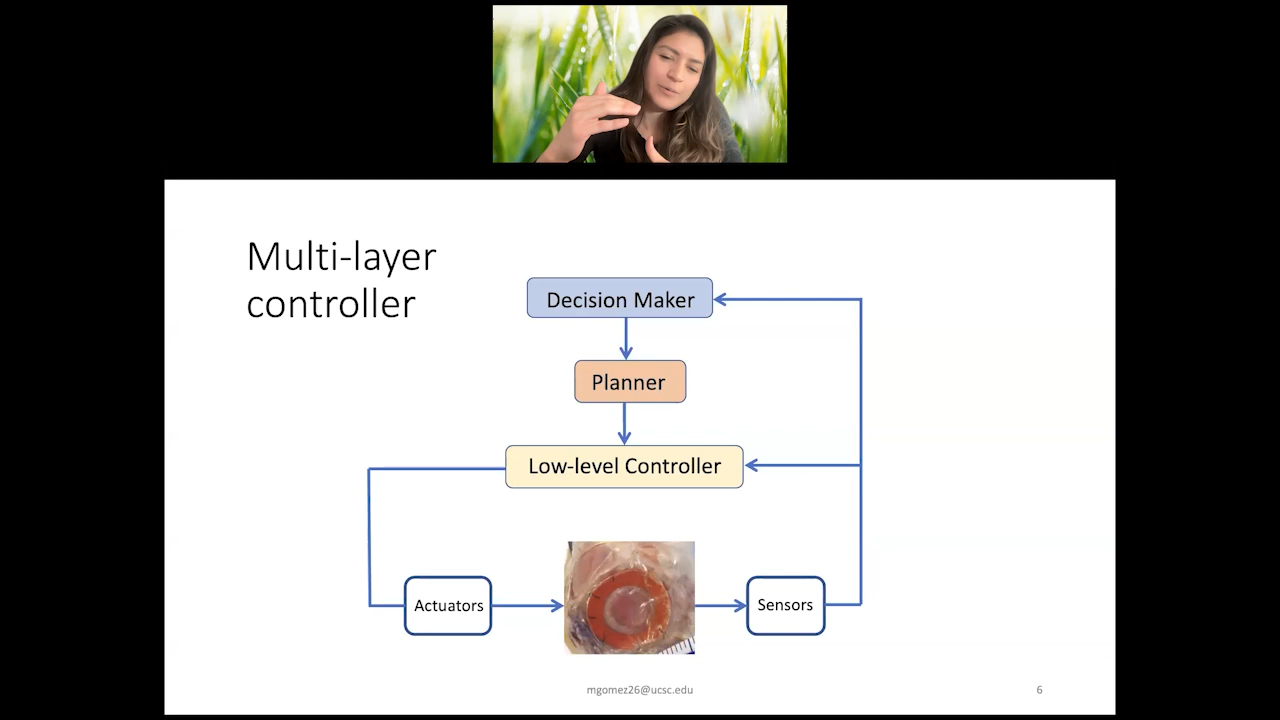 Multi-layer
controller
Decision Maker
Planner
Low-level Controller
Actuators
Sensors
mgomez26@ucsc.edu
6